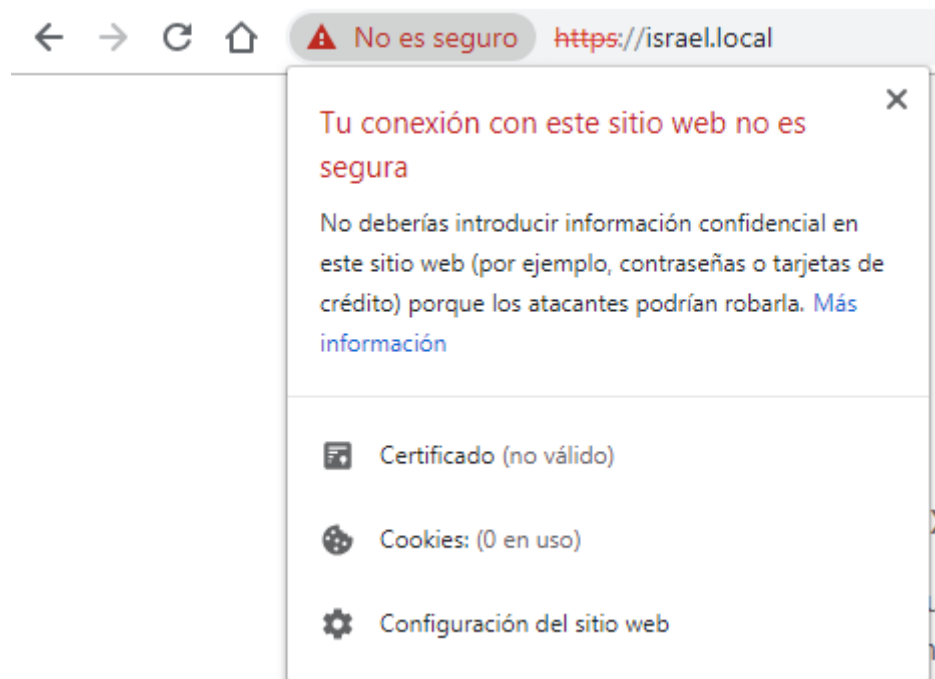 No es seguro https://israel.local
Tu conexión con este sitio web no es
segura
No deberías introducir información confidencial en
este sitio web (por ejemplo, contraseñas o tarjetas de
crédito) porque los atacantes podrían robarla. Más
información
Certificado (no válido)
Cookies: (0 en uso)
Configuración del sitio web